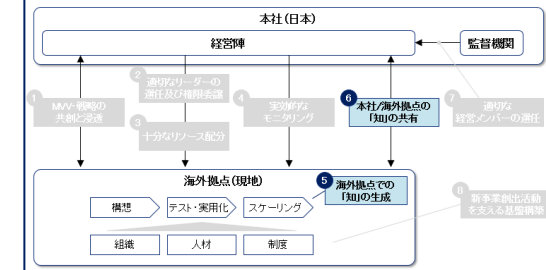 本社(日本)
経営陣
監督機関
1
MVV・戦略の
共創と浸透
2
適切なリーダーの
選任及び権限委譲
3
十分なリソース配分
4
実効的な
モニタリング
6
本社/海外拠点の
「知」の共有
7
適切な
経営メンバーの選任
海外拠点(現地)
構想
テスト・実用化
スケーリング
5
海外拠点での
「知」の生成
組織
人材
制度
8
新事業創出活動
を支える基盤構築